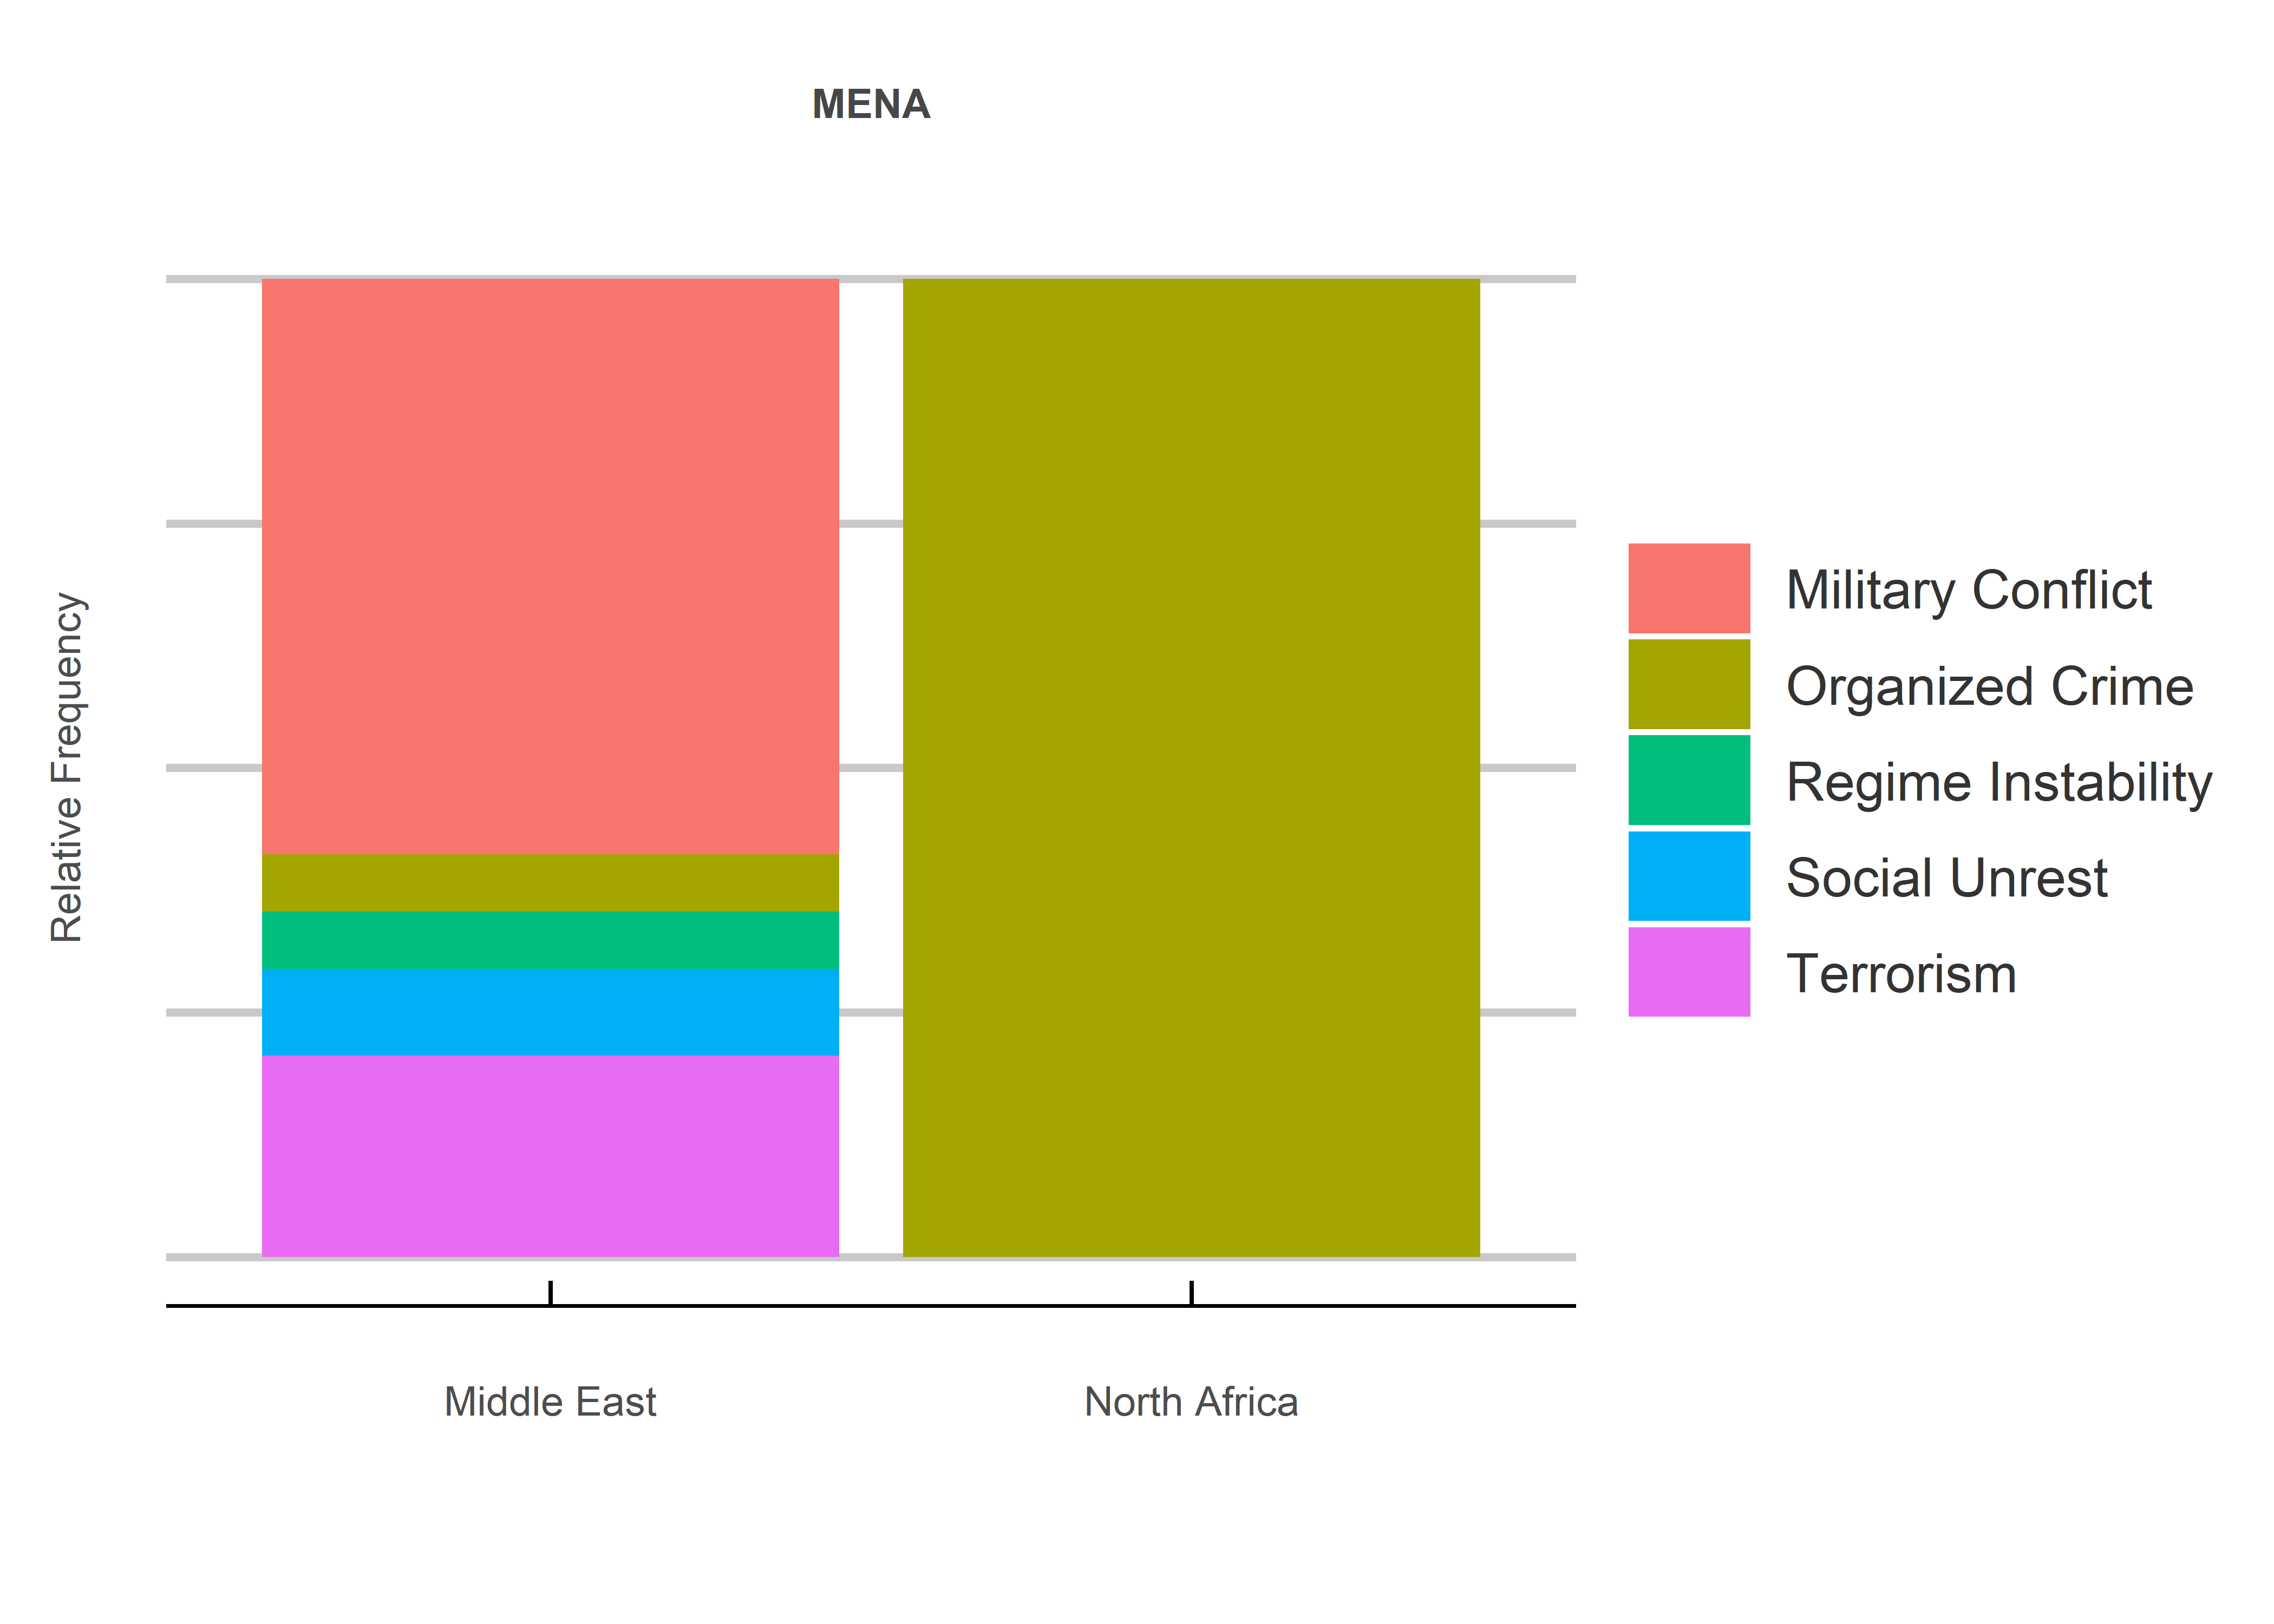 MENA
Relative Frequency
Military Conflict
Organized Crime
Regime Instability
Social Unrest
Terrorism
Middle East
North Africa